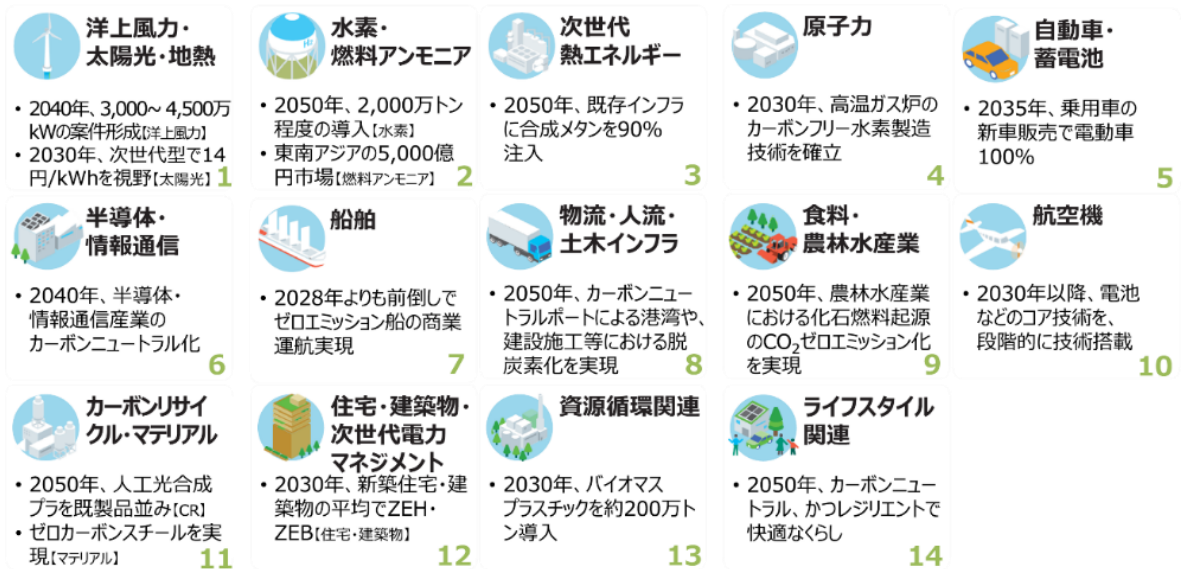 洋上風力・
太陽光・地熱
• 2040年、3,000～4,500万
kWの案件形成【洋上風力】
• 2030年、次世代型で14
円/kWhを視野【太陽光】
1
水素・
燃料アンモニア
• 2050年、2,000万トン
程度の導入【水素】
• 東南アジアの5,000億
円市場【燃料アンモニア】
2
次世代
熱エネルギー
• 2050年、既存インフラ
に合成メタンを90%
注入
3
原子力
• 2030年、高温ガス炉の
カーボンフリー水素製造
技術を確立
4
自動車・
蓄電池
• 2035年、乗用車の
新車販売で電動車
100%
5
半導体・
情報通信
• 2040年、半導体・
情報通信産業の
カーボンニュートラル化
6
船舶
• 2028年よりも前倒しで
ゼロエミッション船の商業
運航実現
7
物流・人流・
土木インフラ
• 2050年、カーボンニュー
トラルポートによる港湾や、
建設施工等における脱
炭素化を実現
8
食料・
農林水産業
• 2050年、農林水産業
における化石燃料起源
のCO₂ゼロエミッション化
を実現
9
航空機
• 2030年以降、電池
などのコア技術を、
段階的に技術搭載
10
カーボンリサイ
クル・マテリアル
• 2050年、人工光合成
プラを既製品並み【CR】
• ゼロカーボンスチールを実
現【マテリアル】
11
住宅・建築物・
次世代電力
マネジメント
• 2030年、新築住宅・建
築物の平均でZEH・
ZEB【住宅・建築物】
12
資源循環関連
• 2030年、バイオマス
プラスチックを約200万ト
ン導入
13
ライフスタイル
関連
• 2050年、カーボンニュー
トラル、かつレジリエントで
快適なくらし
14